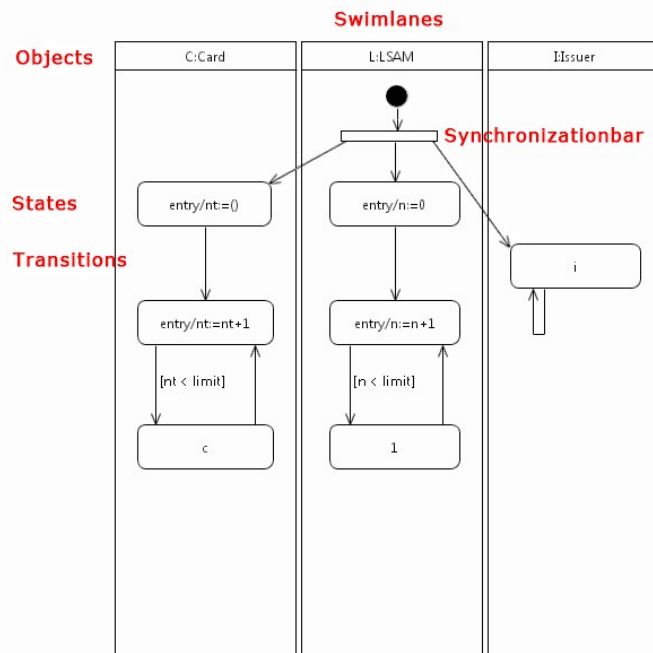 Swimlanes
Objects
C:Card
L:LSAM
I:Issuer
Synchronizationbar
States
entry/nt:=()
entry/n:=0
Transitions
i
entry/nt:=nt+1
entry/n:=n+1
[nt < limit]
[n < limit]
c
1